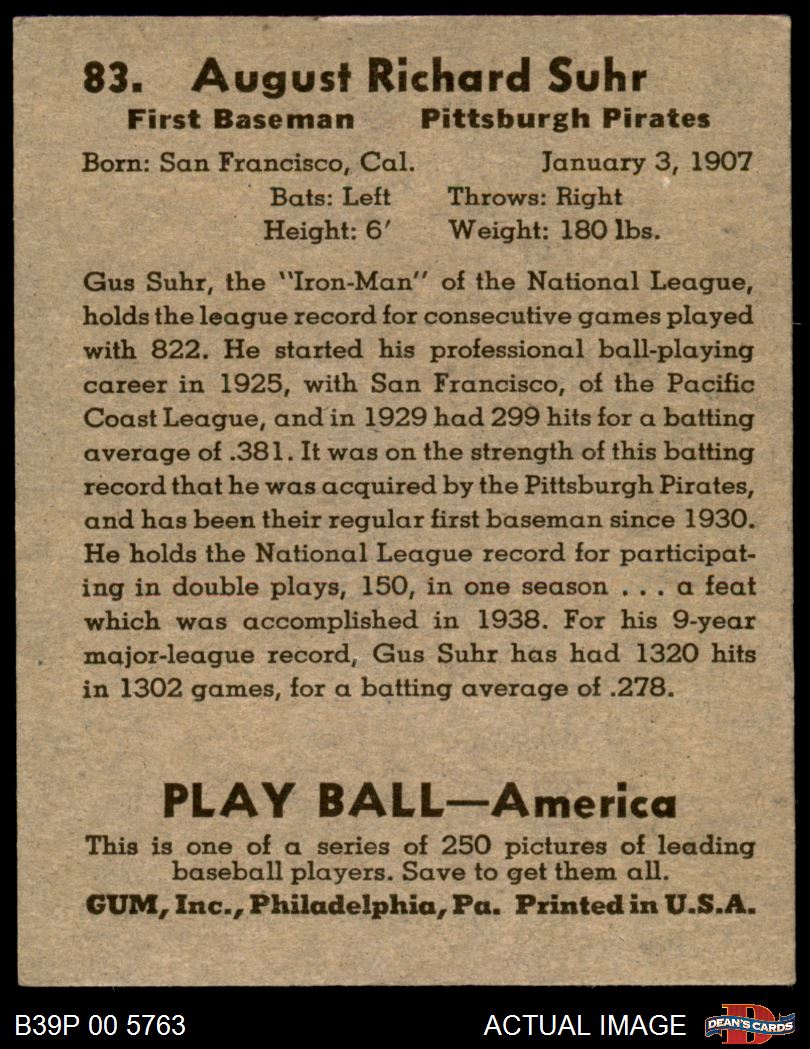 83. August Richard Suhr
First Baseman Pittsburgh Pirates
Born: San Francisco, Cal. January 3, 1907
Bats: Left Throws: Right
Height: 6′ Weight: 180 lbs.
Gus Suhr, the "Iron-Man" of the National League,
holds the league record for consecutive games played
with 822. He started his professional ball-playing
career in 1925, with San Francisco, of the Pacific
Coast League, and in 1929 had 299 hits for a batting
average of .381. It was on the strength of this batting
record that he was acquired by the Pittsburgh Pirates,
and has been their regular first baseman since 1930.
He holds the National League record for participat-
ing in double plays, 150, in one season . . . a feat
which was accomplished in 1938. For his 9-year
major-league record, Gus Suhr has had 1320 hits
in 1302 games, for a batting average of .278.
PLAY BALL—America
This is one of a series of 250 pictures of leading
baseball players. Save to get them all.
GUM, Inc., Philadelphia, Pa. Printed in U.S.A.
B39P 00 5763 ACTUAL IMAGE D DEAN'S CARDS